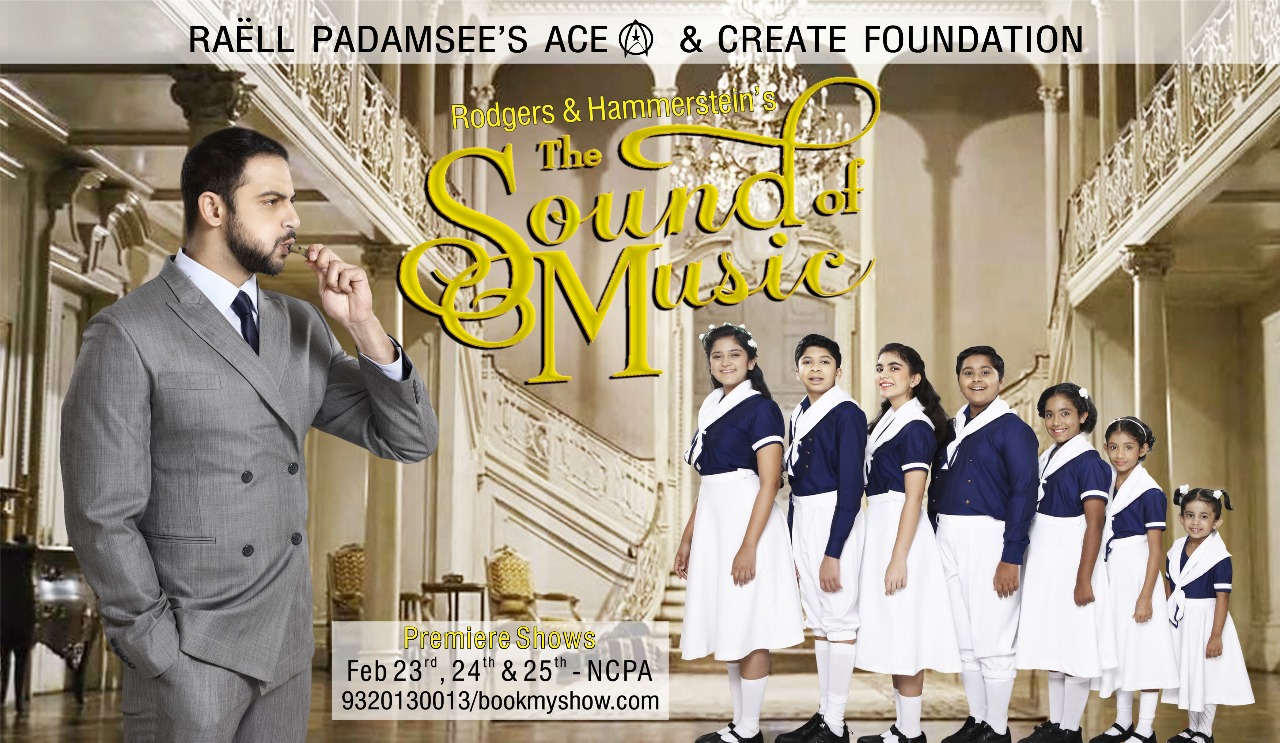 RAËLL PADAMSEE'S ACE & CREATE FOUNDATION
Rodgers & Hammerstein's
The
Sound of
Music
Premiere Shows
Feb 23rd, 24th & 25th - NCPA
9320130013/bookmyshow.com